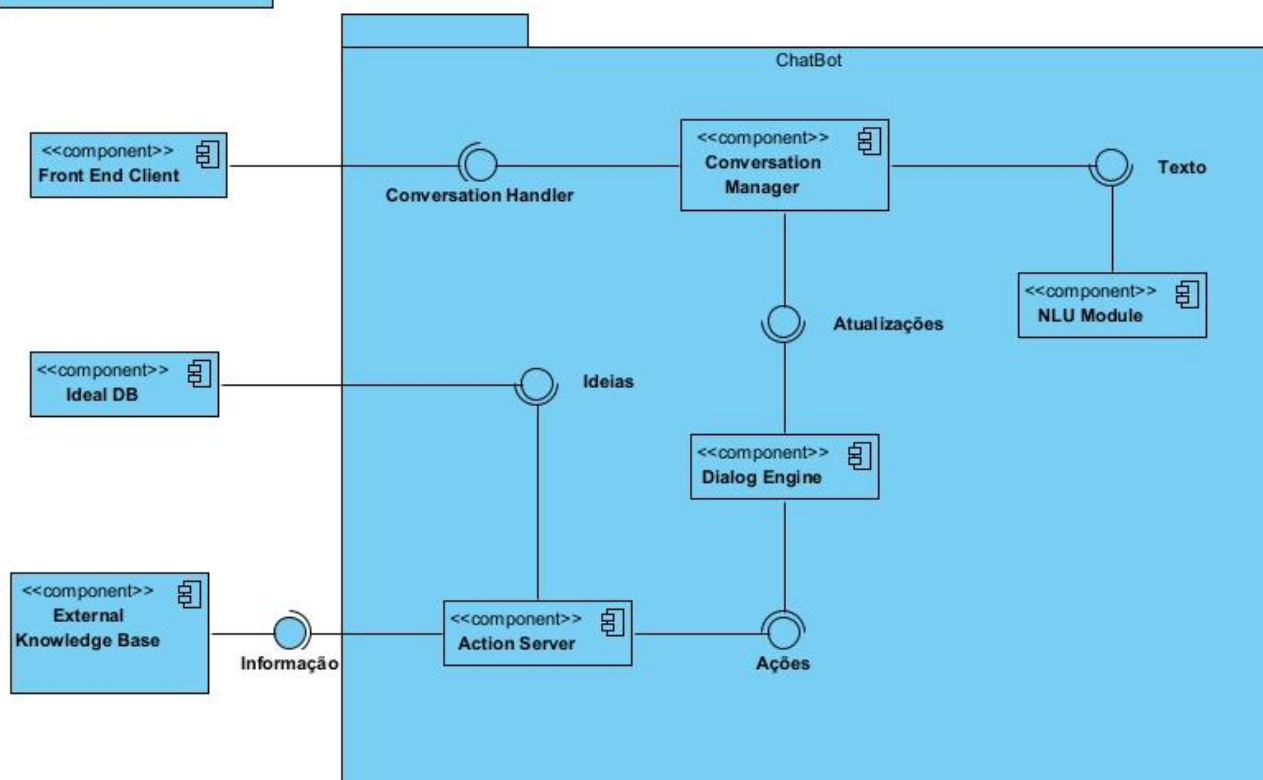 ChatBot
<<component>>
Front End Client
Conversation Handler
<<component>>
Conversation
Manager
Texto
<<component>>
NLU Module
Atualizações
<<component>>
Ideal DB
Ideias
<<component>>
Dialog Engine
<<component>>
External
Knowledge Base
Informação
<<component>>
Action Server
Ações